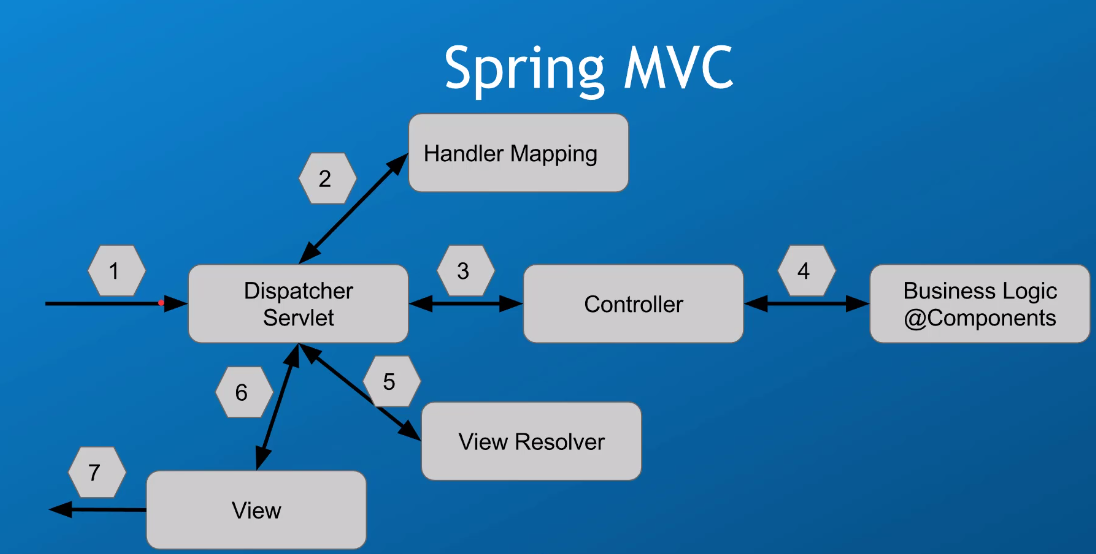 Spring MVC
Handler Mapping
2
1
3
4
Dispatcher
Servlet
Controller
Business Logic
@Components
6
5
View Resolver
7
View